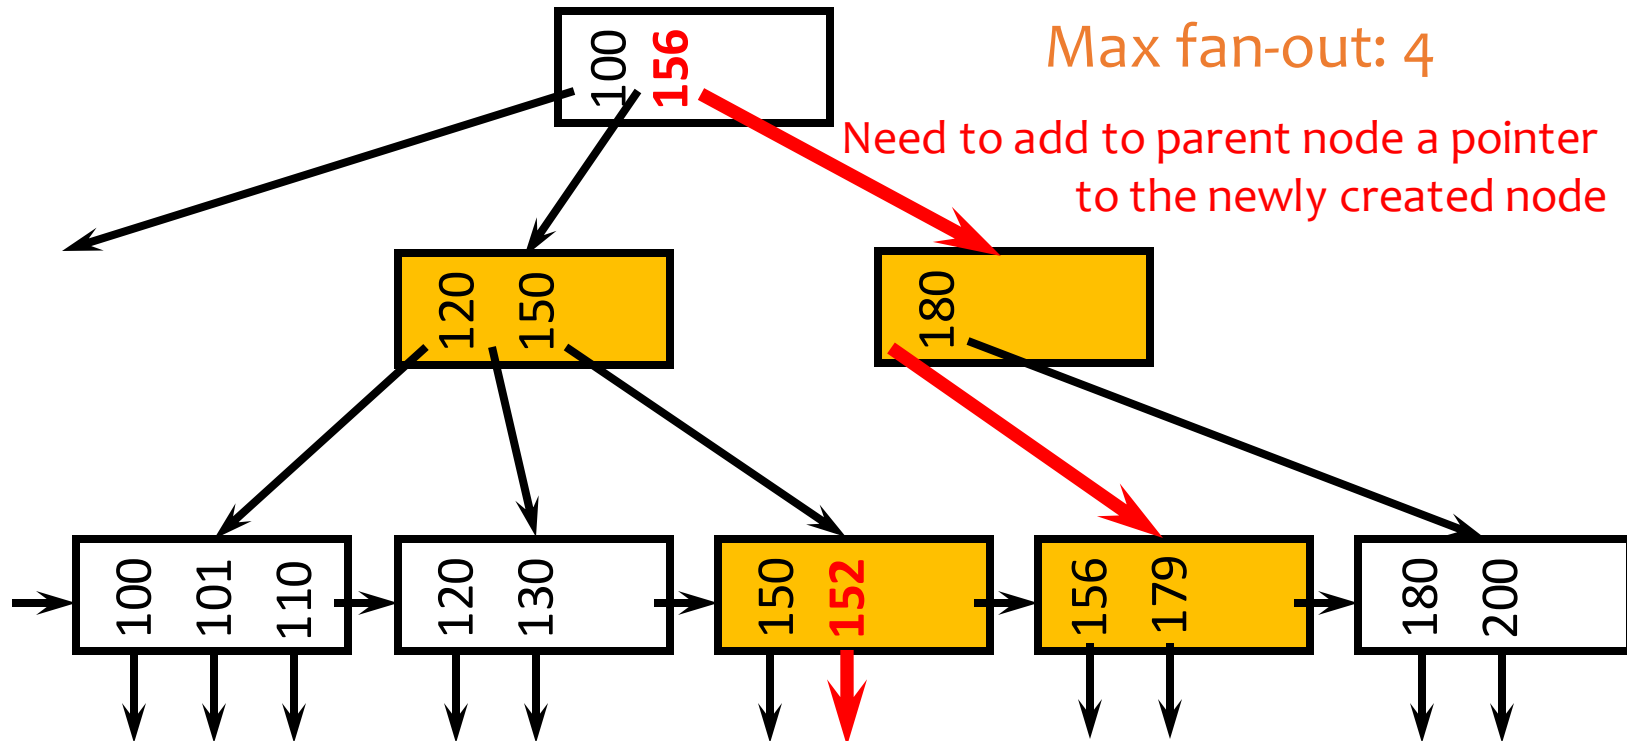 100 156
Max fan-out: 4
Need to add to parent node a pointer
to the newly created node
120 150
180
100 101 110
120 130
150 152
156 179
180 200